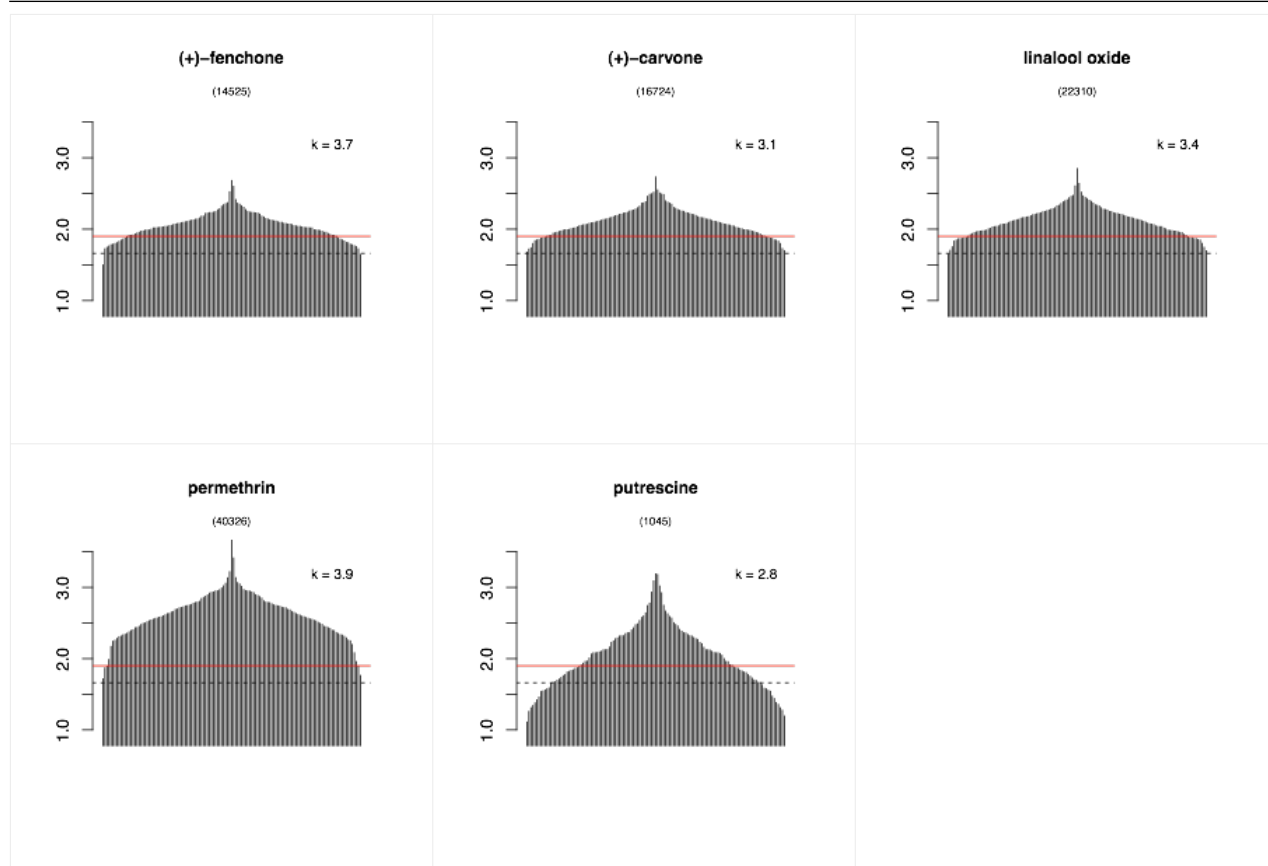 (+)−fenchone
(14525)
k = 3.7
3.0
2.0
1.0
(+)−carvone
(16724)
k = 3.1
3.0
2.0
1.0
linalool oxide
(22310)
k = 3.4
3.0
2.0
1.0
permethrin
(40326)
k = 3.9
3.0
2.0
1.0
putrescine
(1045)
k = 2.8
3.0
2.0
1.0